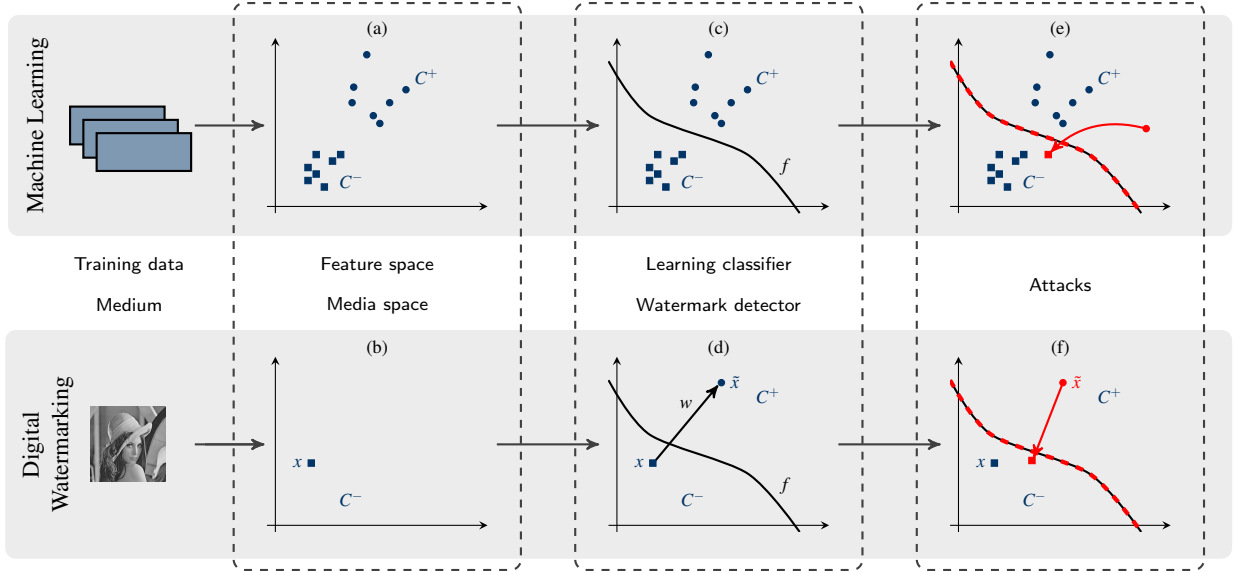 Machine Learning
(a)
C⁺
C⁻
(c)
C⁺
C⁻
f
(e)
C⁺
C⁻
Training data
Medium
Feature space
Media space
Learning classifier
Watermark detector
Attacks
Digital
Watermarking
(b)
x
C⁻
(d)
x̃
w
C⁺
x
C⁻
f
(f)
x̃
C⁺
x
C⁻